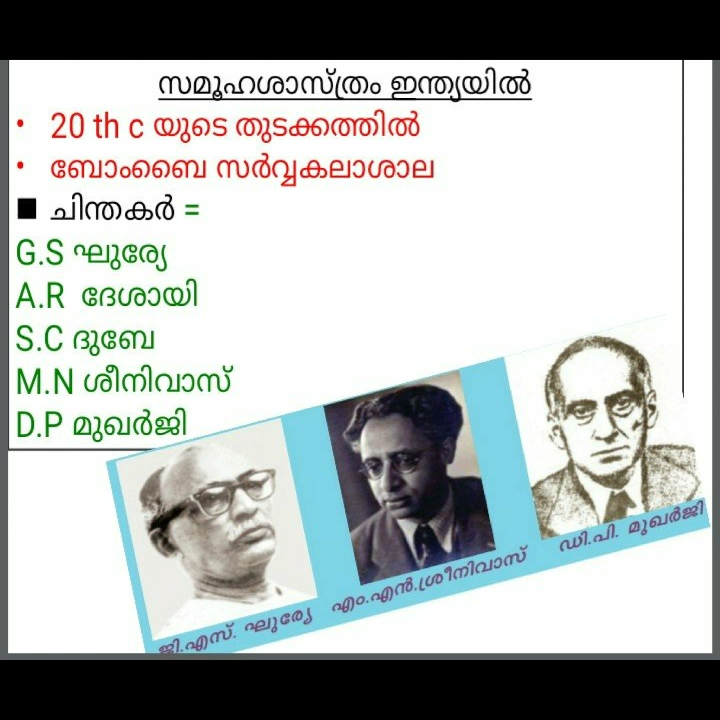 സമൂഹശാസ്ത്രം ഇന്ത്യയിൽ
• 20 th c യുടെ തുടക്കത്തിൽ
• ബോംബൈ സർവ്വകലാശാല
■ ചിന്തകർ =
G.S ഘുര്യേ
A.R ദേശായി
S.C ദുബേ
M.N ശീനിവാസ്
D.P മുഖർജി
ജി.എസ്. ഘുര്യേ എം.എൻ.ശ്രീനിവാസ് ഡി.പി. മുഖർജി